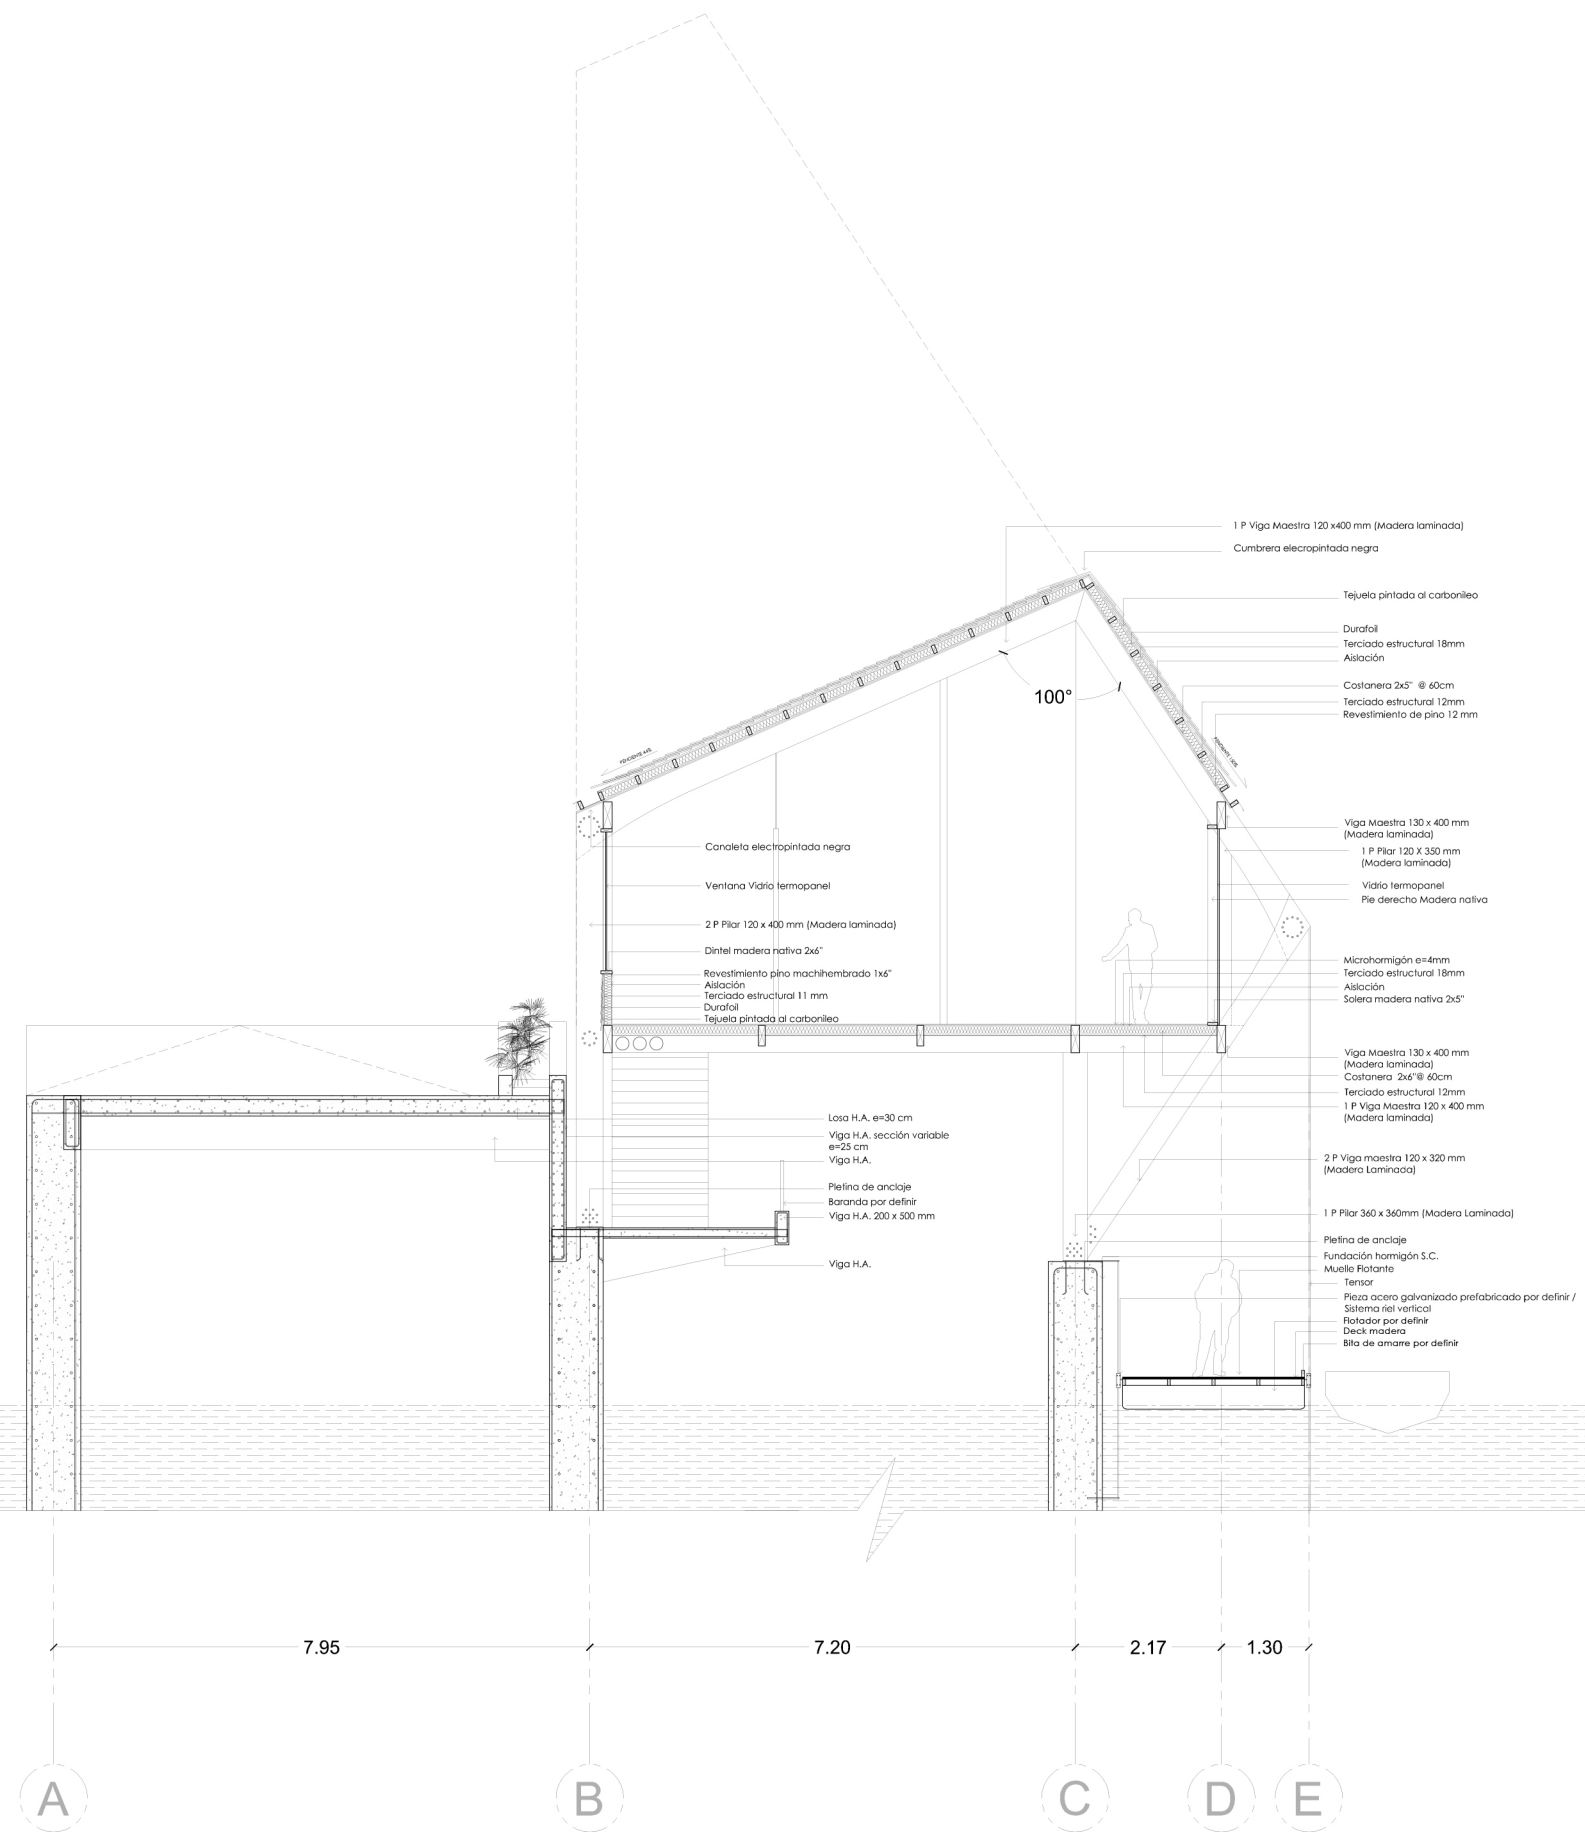 1 P Viga Maestra 120 x400 mm (Madera laminada)
Cumbrera elecropintada negra
Tejuela pintada al carbonileo
Durafoil
Terciado estructural 18mm
Aislación
Costanera 2x5" @ 60cm
Terciado estructural 12mm
Revestimiento de pino 12 mm
100°
PENDIENTE 150%
Viga Maestra 130 x 400 mm
(Madera laminada)
1 P Pilar 120 X 350 mm
(Madera laminada)
Vidrio termopanel
Pie derecho Madera nativa
Canaleta electropintada negra
Ventana Vidrio termopanel
2 P Pilar 120 x 400 mm (Madera laminada)
Dintel madera nativa 2x6"
Revestimiento pino machihembrado 1x6"
Aislación
Terciado estructural 11 mm
Durafoil
Tejuela pintada al carbonileo
Microhormigón e=4mm
Terciado estructural 18mm
Aislación
Solera madera nativa 2x5"
Viga Maestra 130 x 400 mm
(Madera laminada)
Costanera 2x6"@ 60cm
Terciado estructural 12mm
1 P Viga Maestra 120 x 400 mm
(Madera laminada)
Losa H.A. e=30 cm
Viga H.A. sección variable
e=25 cm
Viga H.A.
Pletina de anclaje
Baranda por definir
Viga H.A. 200 x 500 mm
Viga H.A.
2 P Viga maestra 120 x 320 mm
(Madera Laminada)
1 P Pilar 360 x 360mm (Madera Laminada)
Pletina de anclaje
Fundación hormigón S.C.
Muelle Flotante
Tensor
Pieza acero galvanizado prefabricado por definir /
Sistema riel vertical
Flotador por definir
Deck madera
Bita de amarre por definir
7.95
7.20
2.17
1.30
A
B
C
D
E